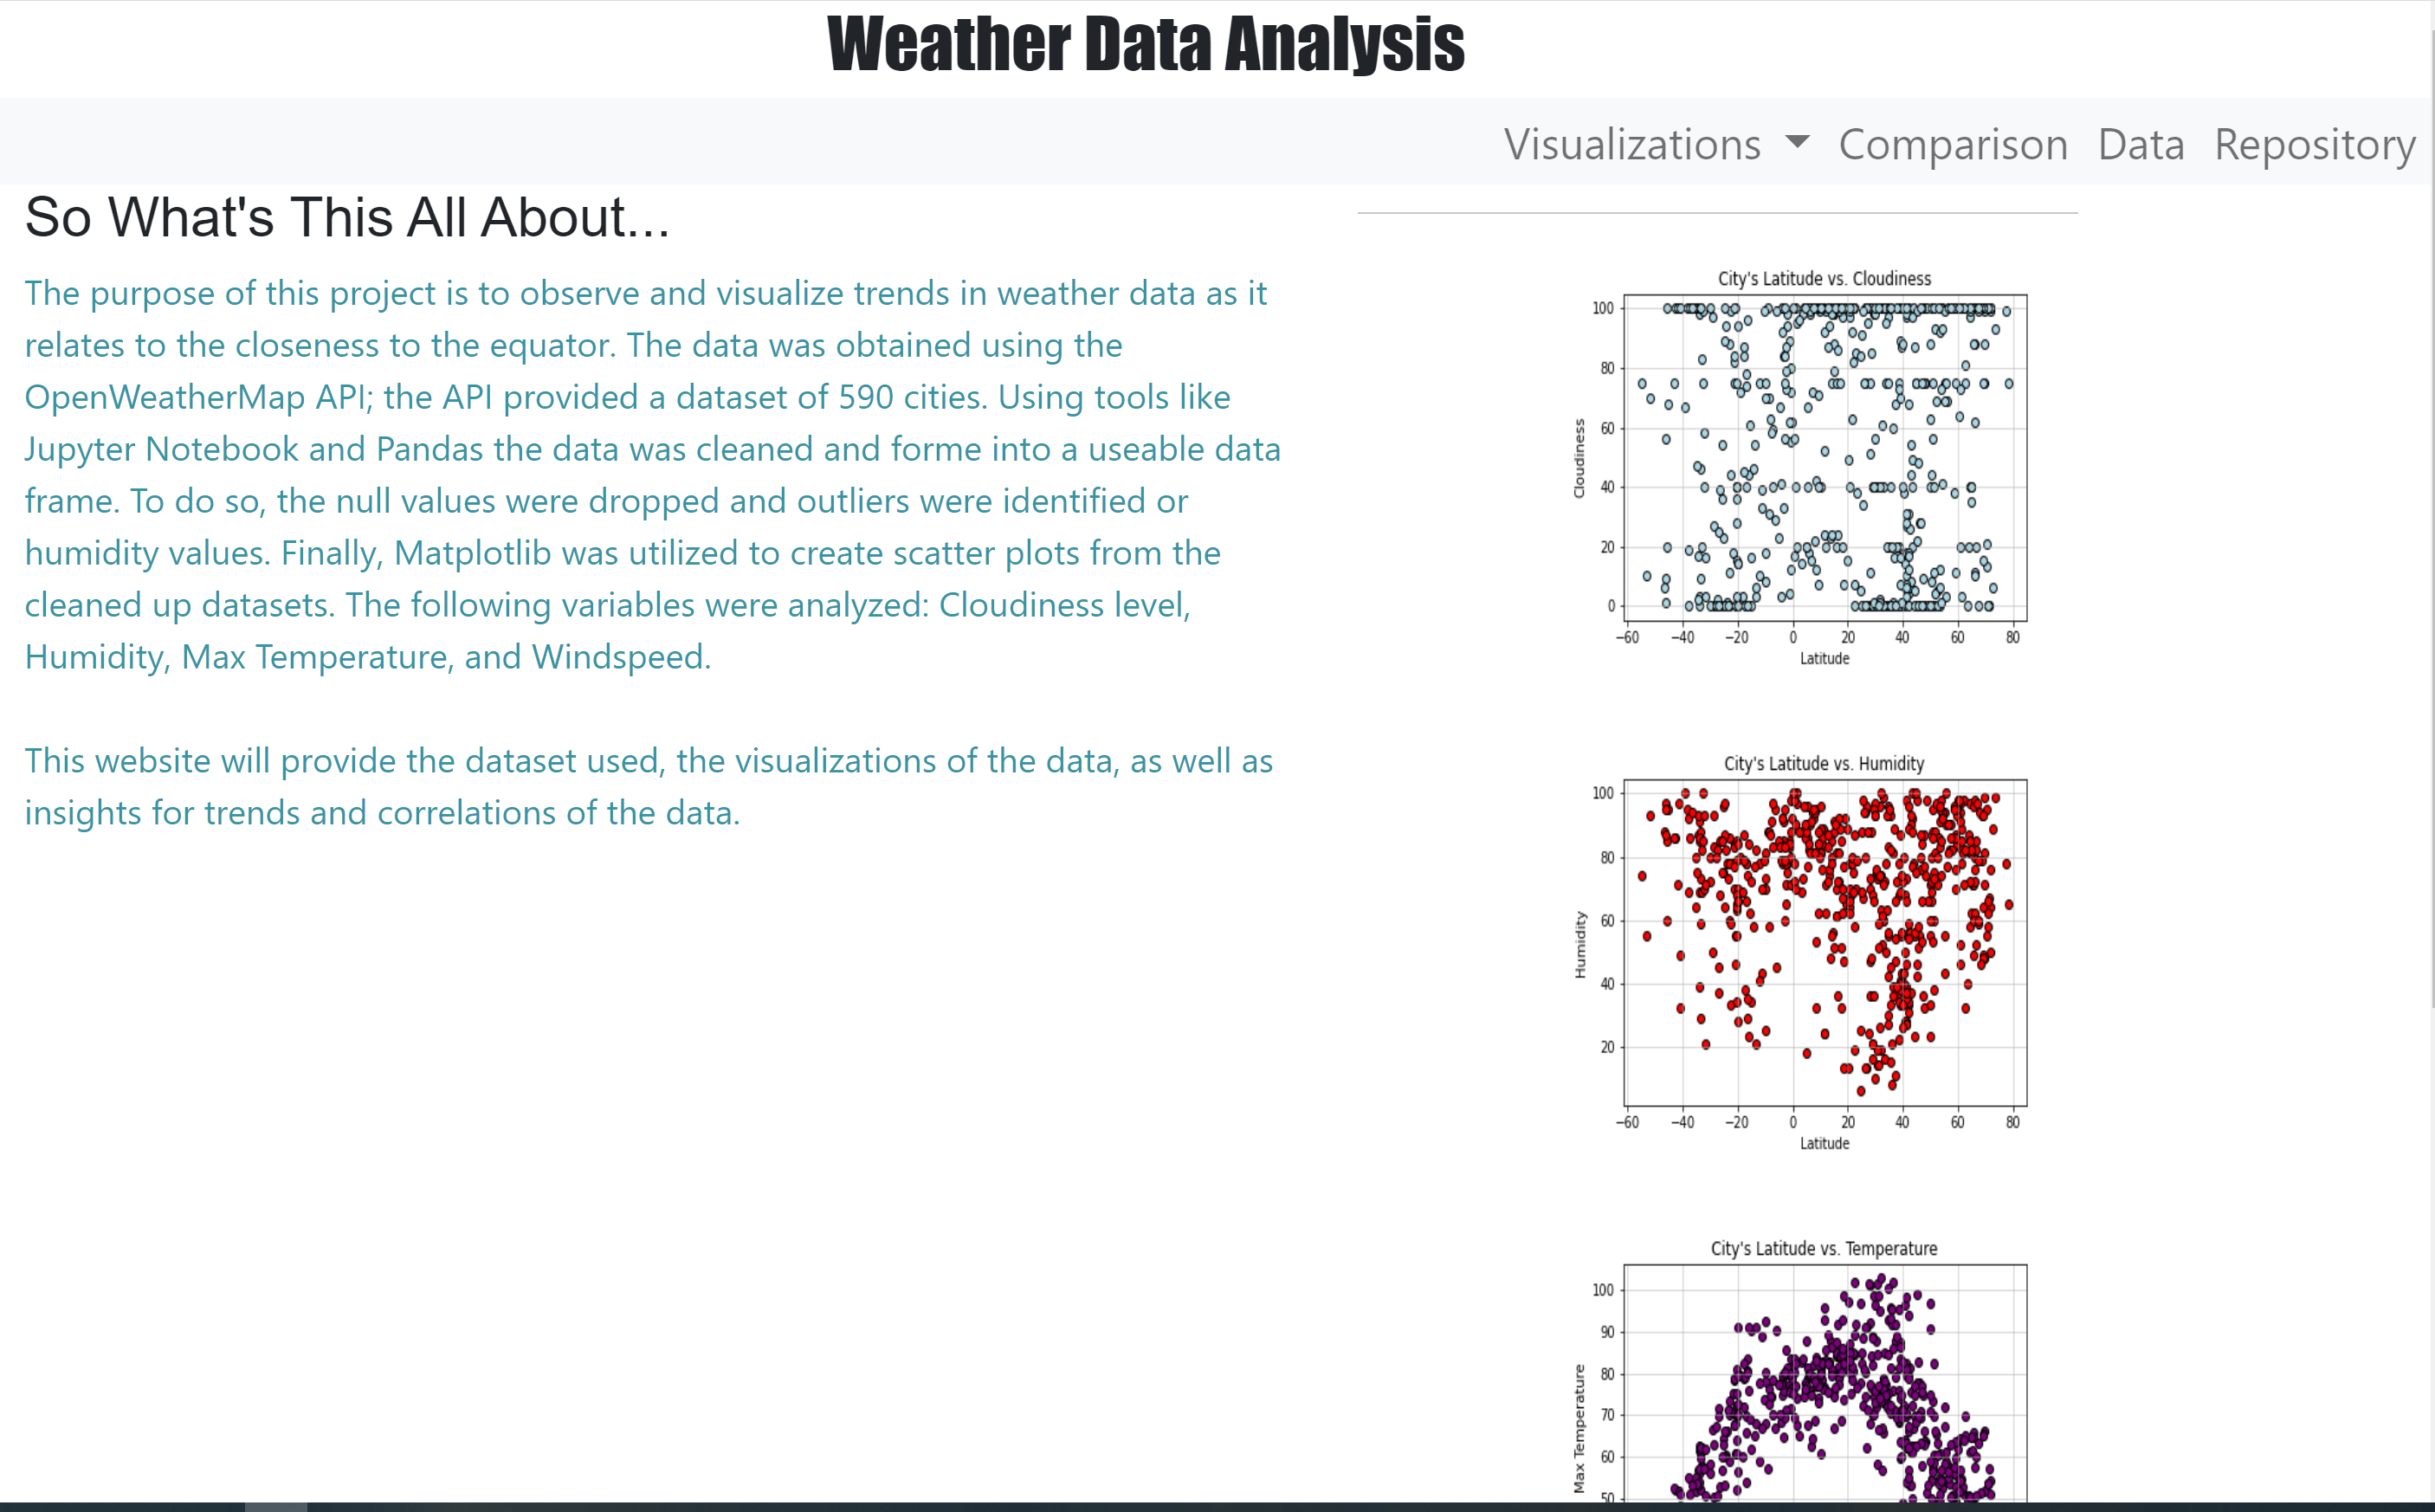 Weather Data Analysis
Visualizations Comparison Data Repository
So What's This All About...
The purpose of this project is to observe and visualize trends in weather data as it
relates to the closeness to the equator. The data was obtained using the
OpenWeatherMap API; the API provided a dataset of 590 cities. Using tools like
Jupyter Notebook and Pandas the data was cleaned and forme into a useable data
frame. To do so, the null values were dropped and outliers were identified or
humidity values. Finally, Matplotlib was utilized to create scatter plots from the
cleaned up datasets. The following variables were analyzed: Cloudiness level,
Humidity, Max Temperature, and Windspeed.
This website will provide the dataset used, the visualizations of the data, as well as
insights for trends and correlations of the data.
City's Latitude vs. Cloudiness
Cloudiness
100
80
60
40
20
0
−60 −40 −20 0 20 40 60 80
Latitude
City's Latitude vs. Humidity
Humidity
100
80
60
40
20
−60 −40 −20 0 20 40 60 80
Latitude
City's Latitude vs. Temperature
Max Temperature
100
90
80
70
60
50